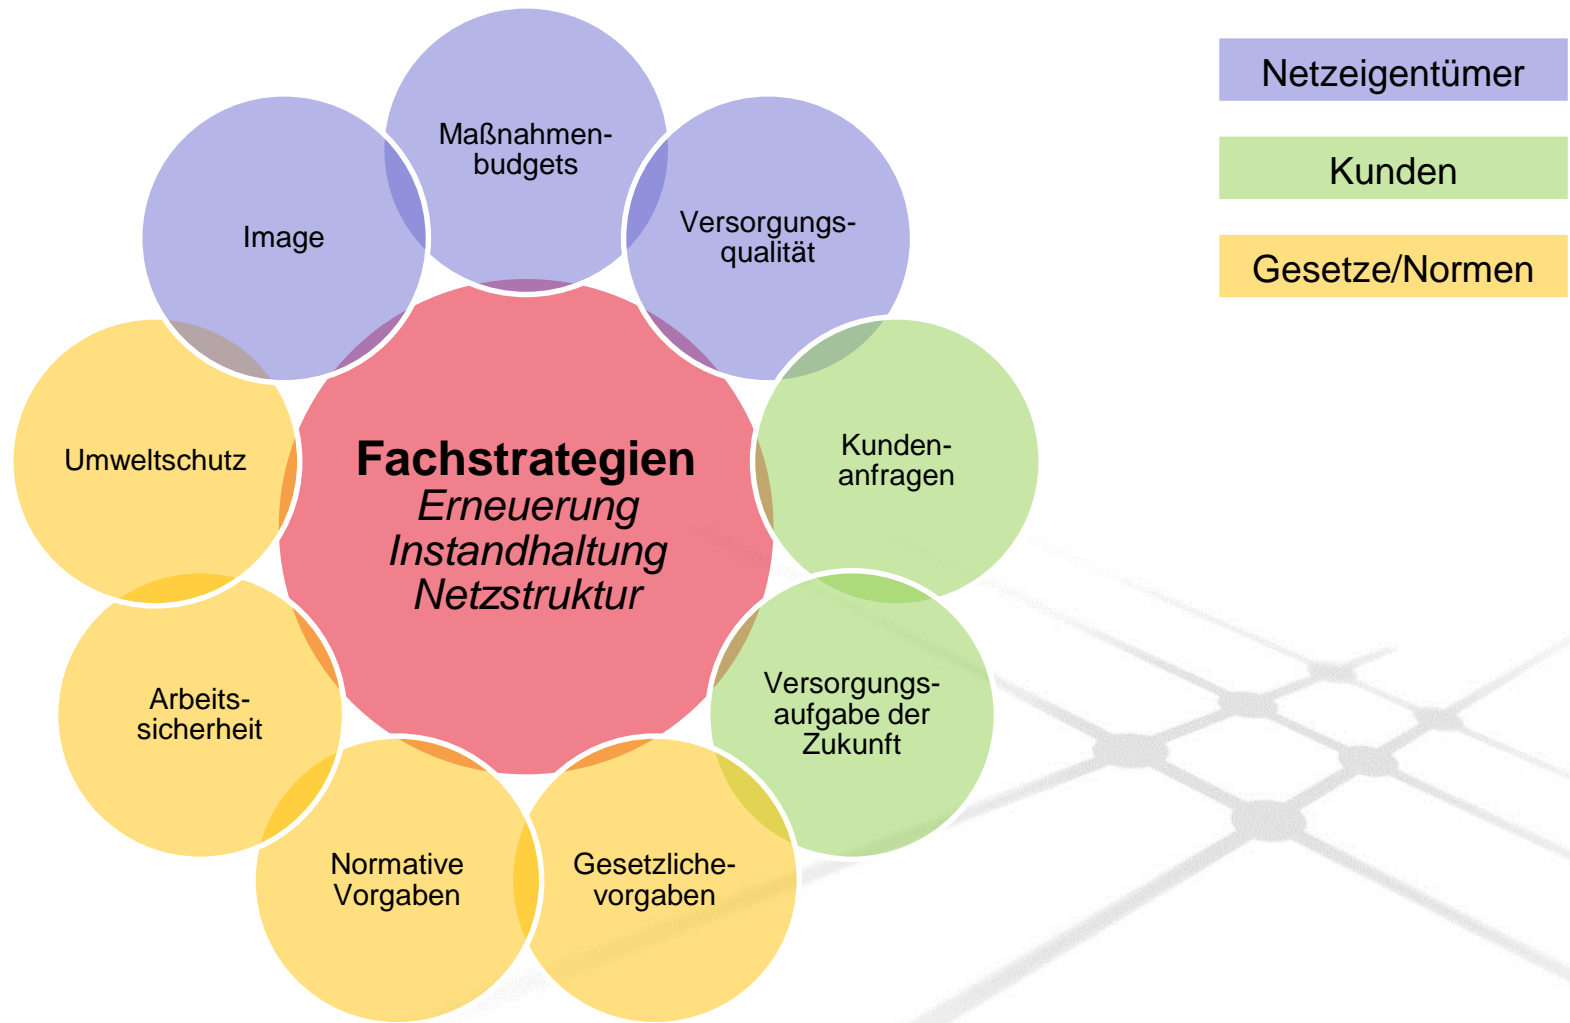 Maßnahmen-
budgets
Versorgungs-
qualität
Image
Kunden-
anfragen
Umweltschutz
Fachstrategien
Erneuerung
Instandhaltung
Netzstruktur
Versorgungs-
aufgabe der
Zukunft
Arbeits-
sicherheit
Normative
Vorgaben
Gesetzliche-
vorgaben
Netzeigentümer
Kunden
Gesetze/Normen